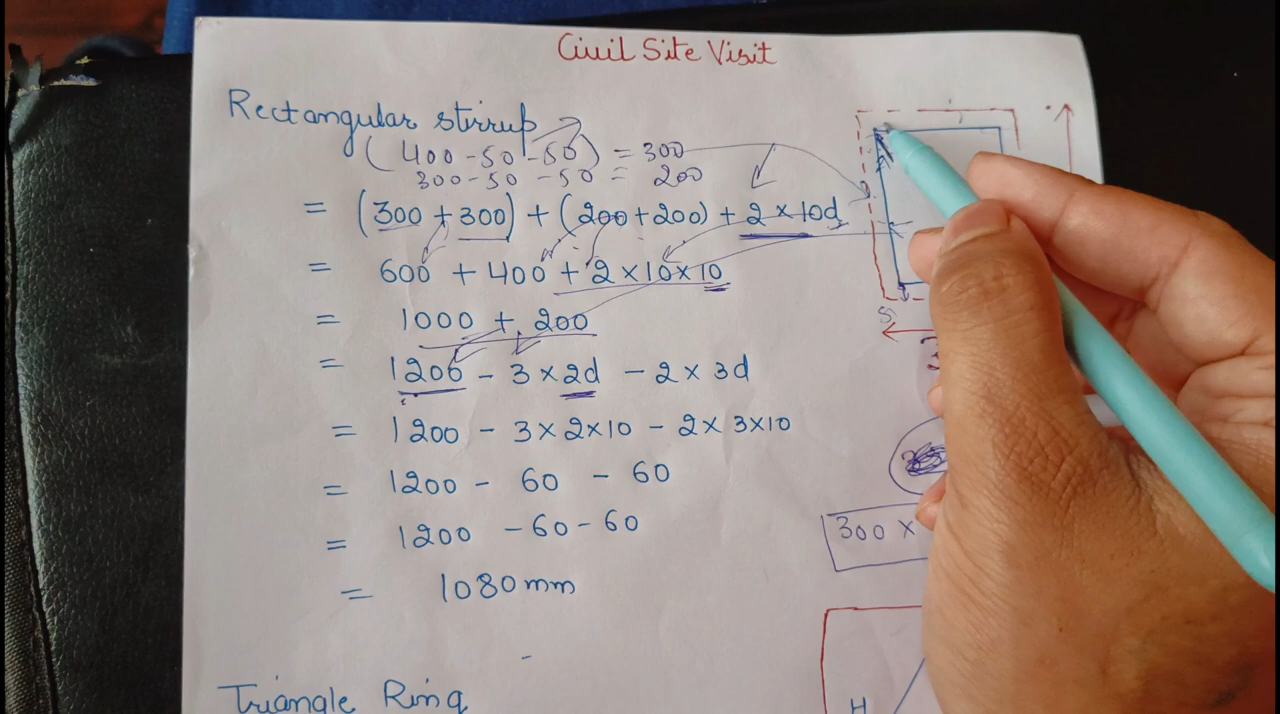 Civil Site Visit
Rectangular stirrup
(400 - 50 - 50) = 300
300 - 50 - 50 = 200
= (300 + 300) + (200 + 200) + 2 × 10d
= 600 + 400 + 2 × 10 × 10
= 1000 + 200
= 1200 - 3 × 2d - 2 × 3d
= 1200 - 3 × 2 × 10 - 2 × 3 × 10
= 1200 - 60 - 60
= 1200 - 60 - 60
= 1080 mm
300 ×
Triangle Ring
H